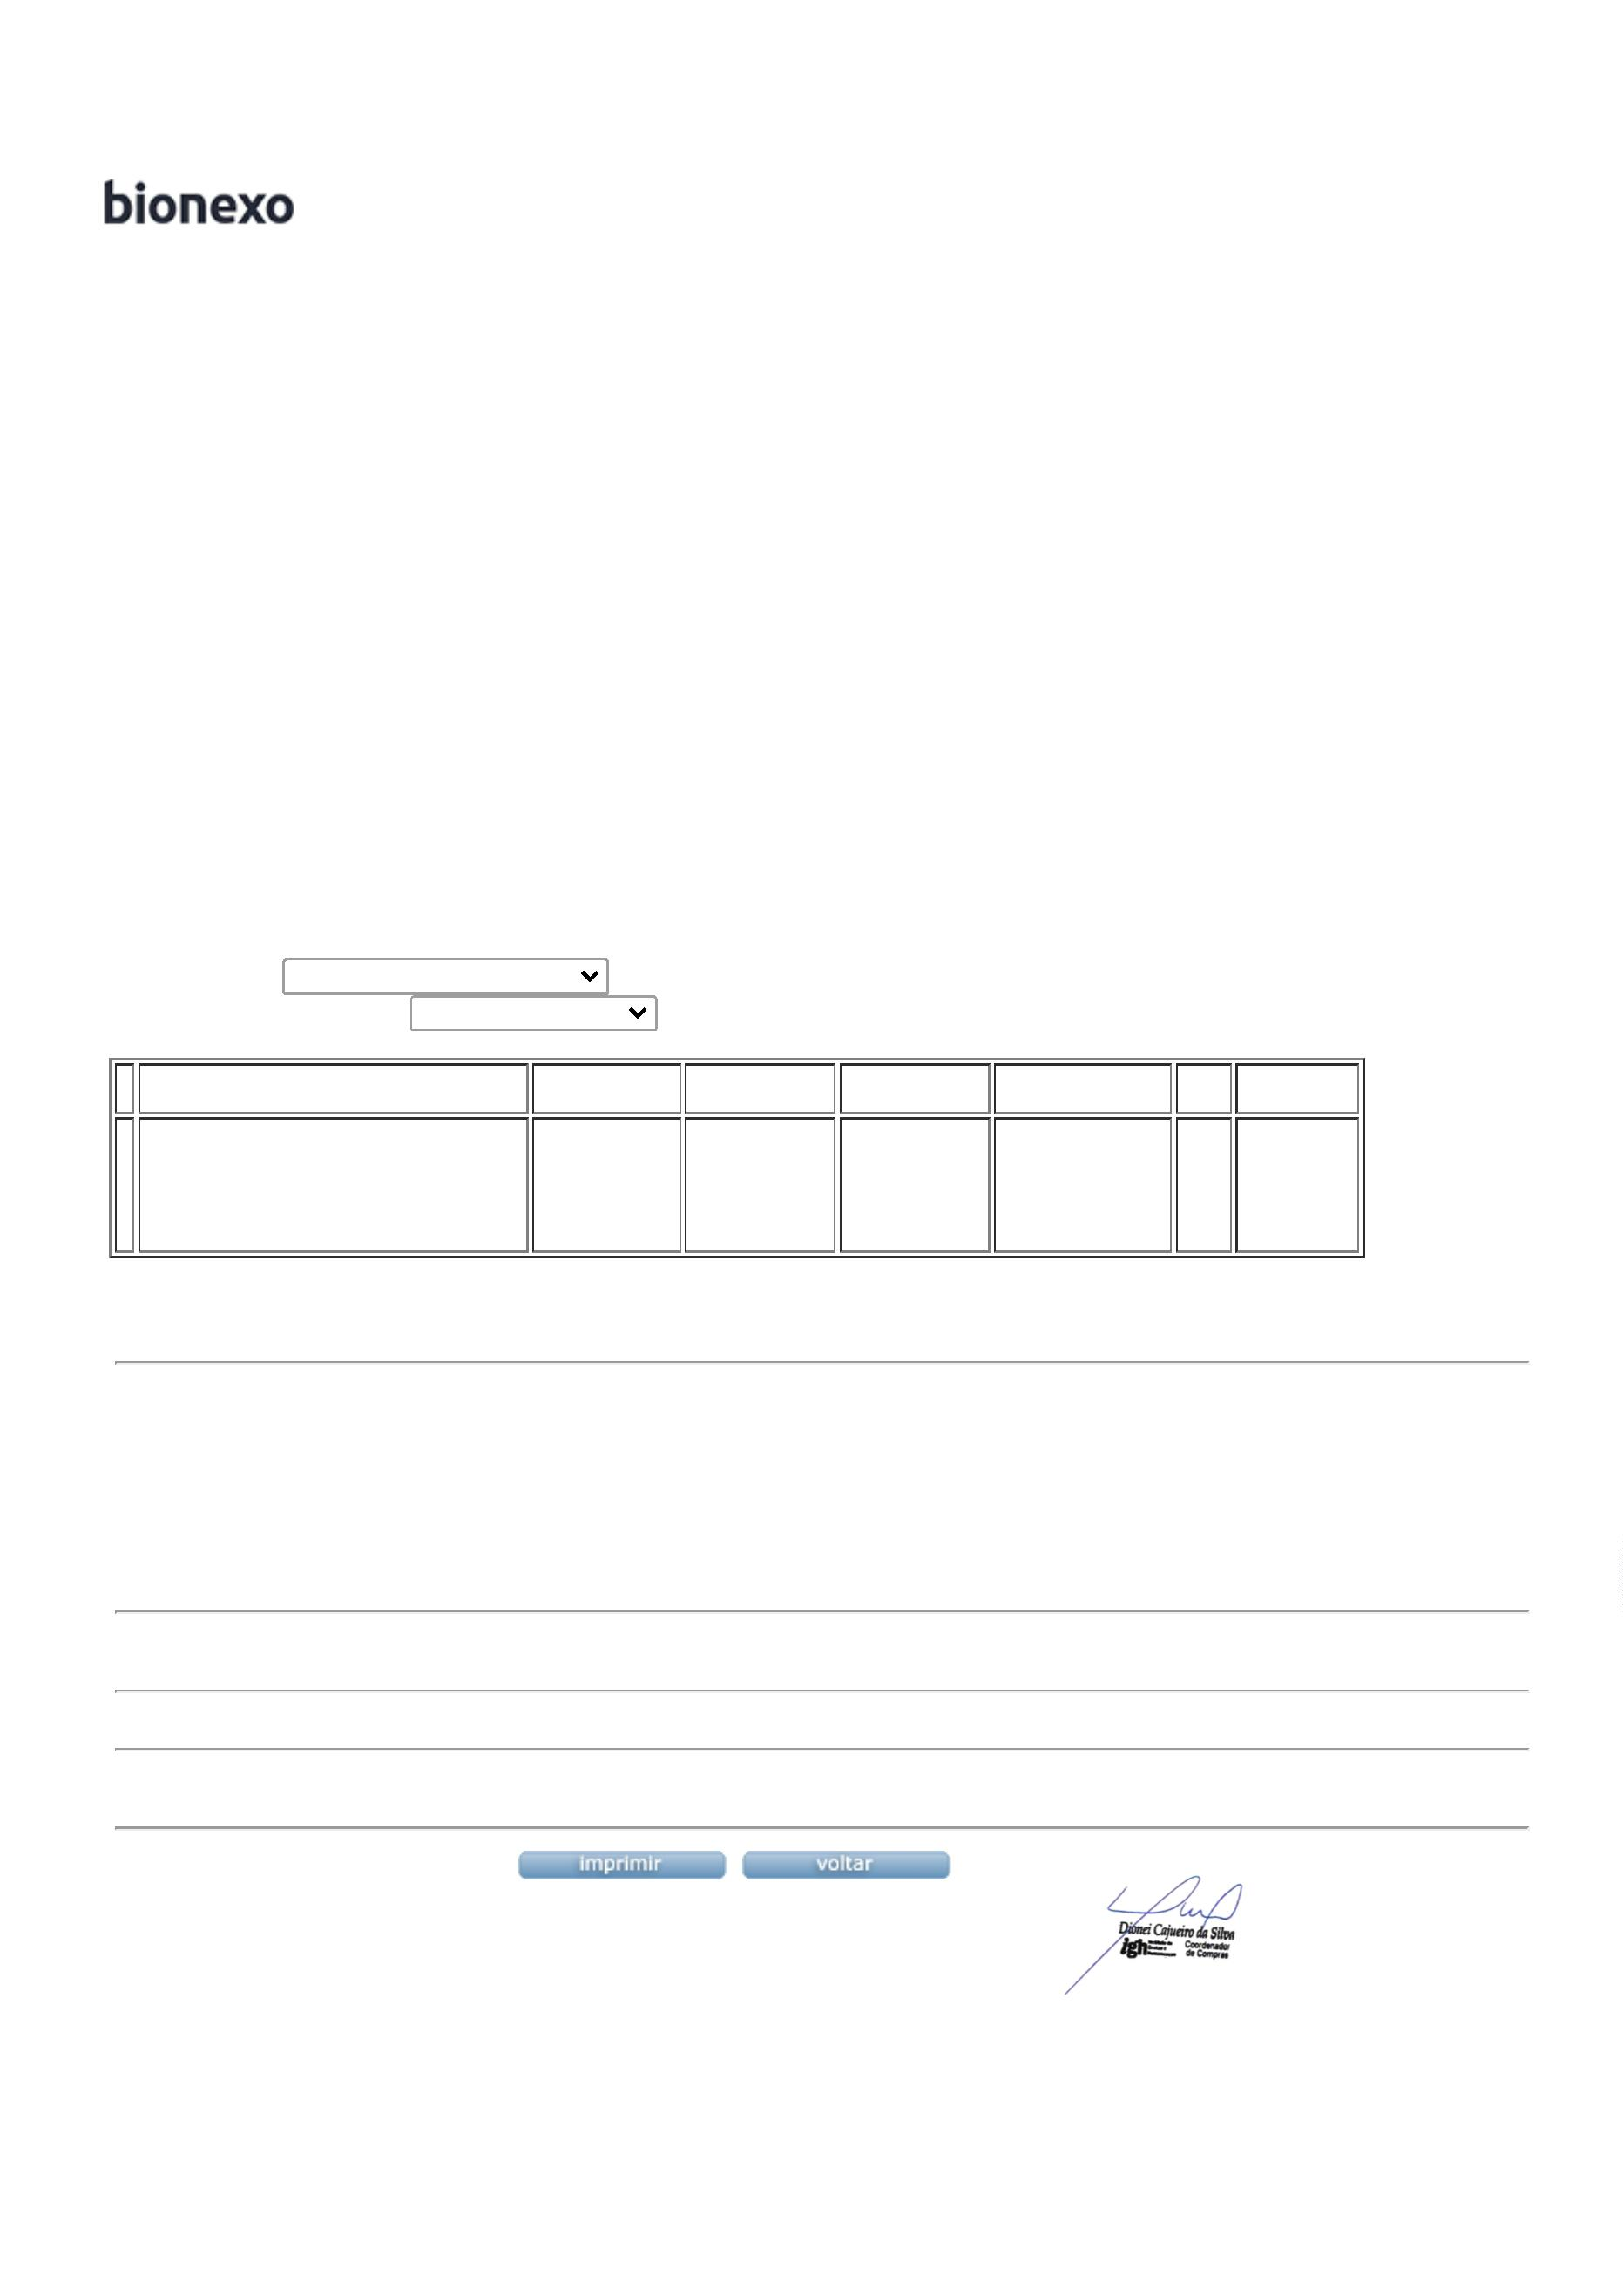 bionexo
imprimir
voltar
Dionei Cajueiro da Silva
igh
Coordenador
de Compras